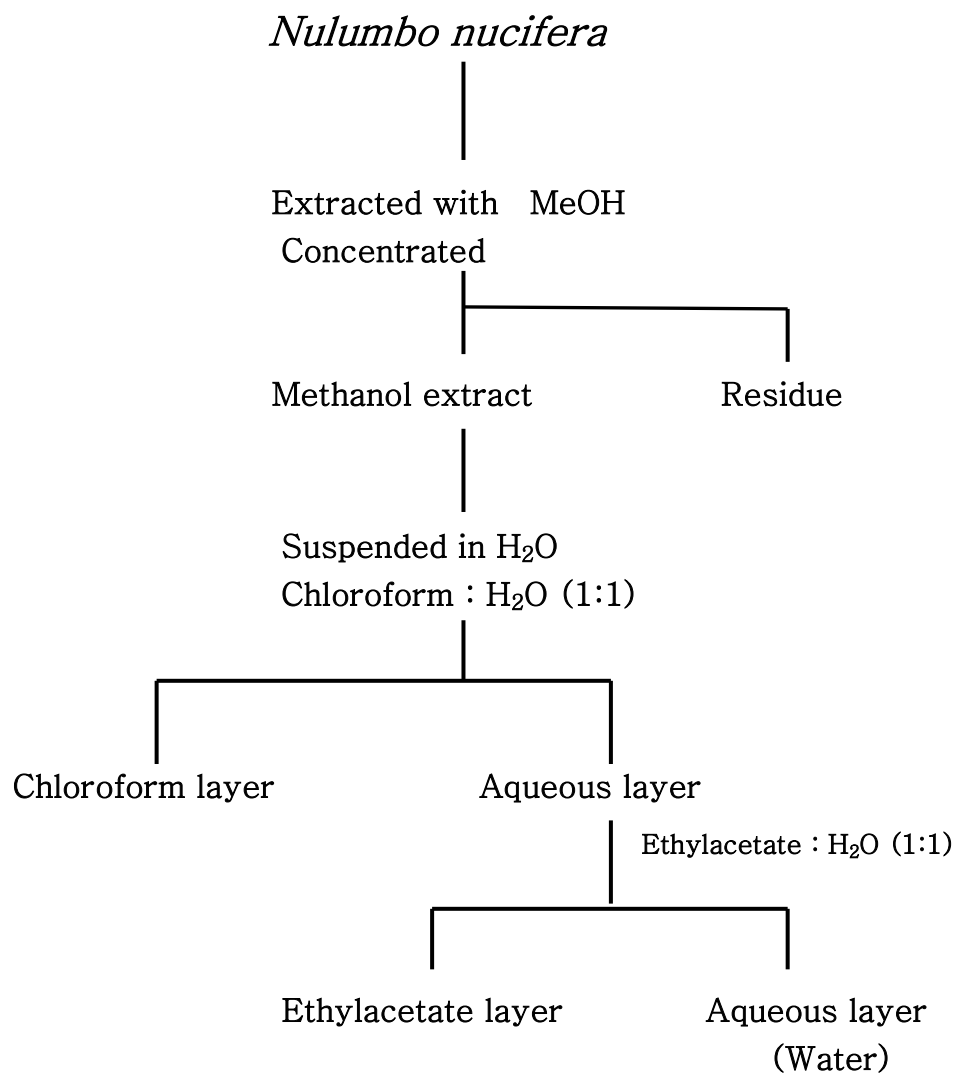 Nulumbo nucifera
Extracted with MeOH
Concentrated
Methanol extract
Residue
Suspended in H₂O
Chloroform : H₂O (1:1)
Chloroform layer
Aqueous layer
Ethylacetate : H₂O (1:1)
Ethylacetate layer
Aqueous layer
(Water)